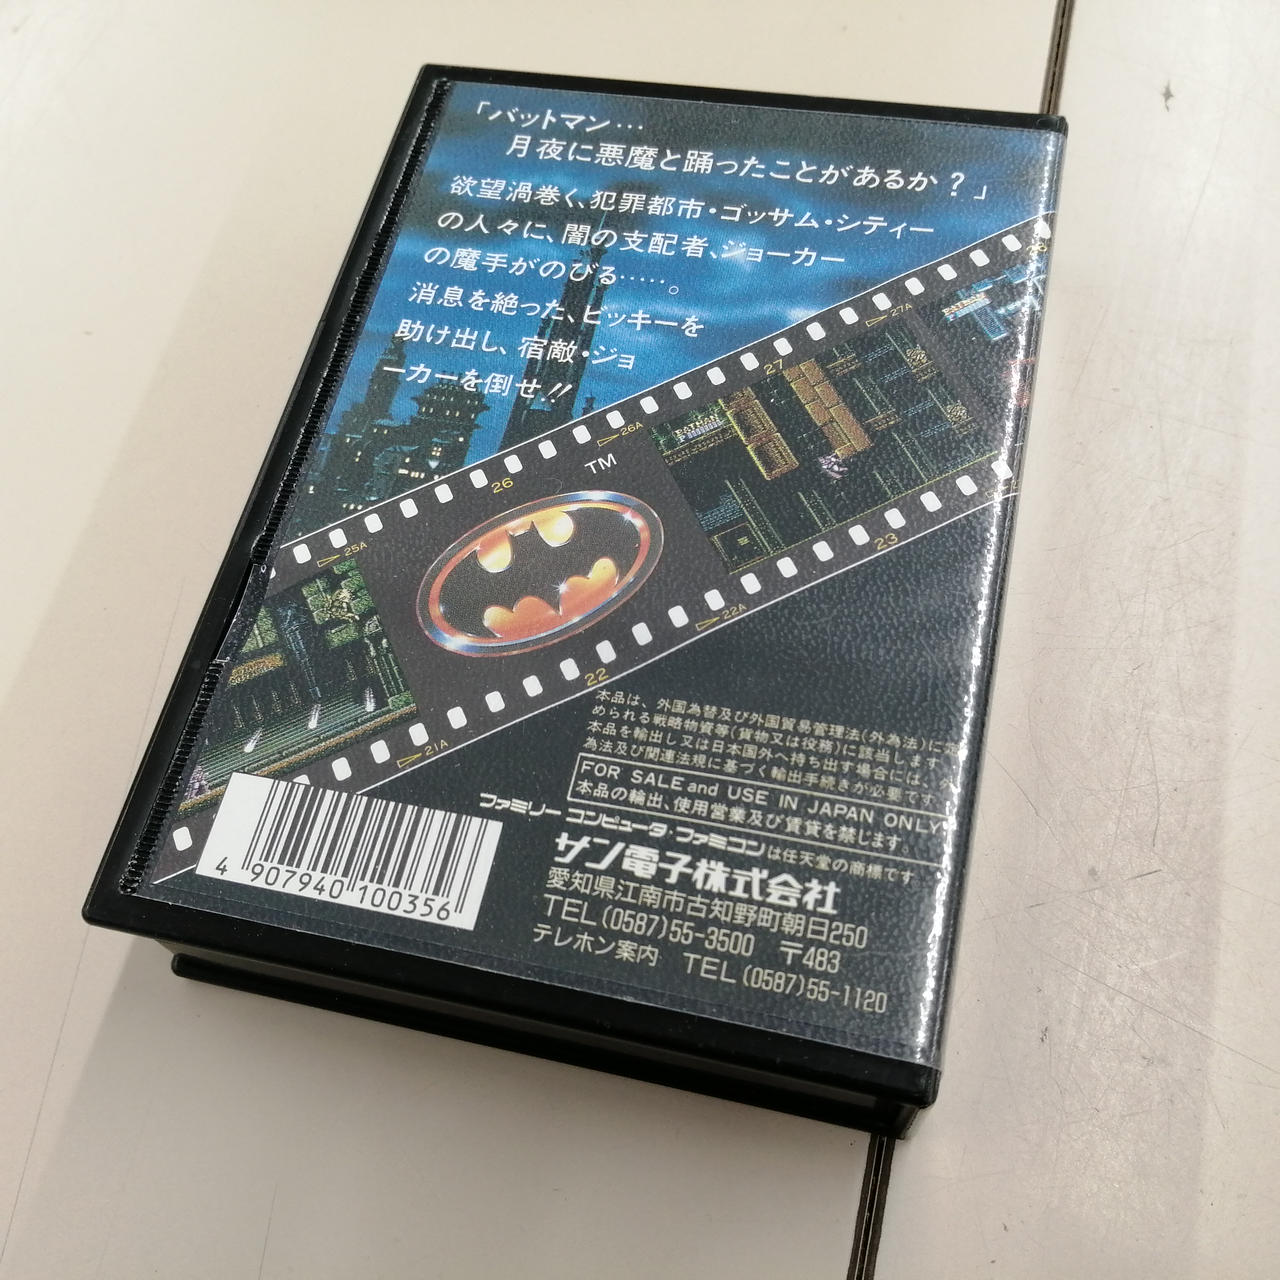 「バットマン…
月夜に悪魔と踊ったことがあるか？」
欲望渦巻く、犯罪都市・ゴッサム・シティー
の人々に、闇の支配者、ジョーカー
の魔手がのびる……。
消息を絶った、ビッキーを
助け出し、宿敵・ジョ
ーカーを倒せ!!
25A
26
26A
27
27A
TM
BATMAN
21A
22
22A
23
本品は、外国為替及び外国貿易管理法(外為法)に定
められる戦略物資等(貨物又は役務)に該当します。
本品を輸出し又は日本国外へ持ち出す場合には、外
為法及び関連法規に基づく輸出手続きが必要です。
FOR SALE and USE IN JAPAN ONLY
本品の輸出、使用営業及び賃貸を禁じます。
ファミリーコンピュータ・ファミコンは任天堂の商標です
サン電子株式会社
愛知県江南市古知野町朝日250
TEL(0587)55-3500 〒483
テレホン案内 TEL(0587)55-1120
4 907940 100356